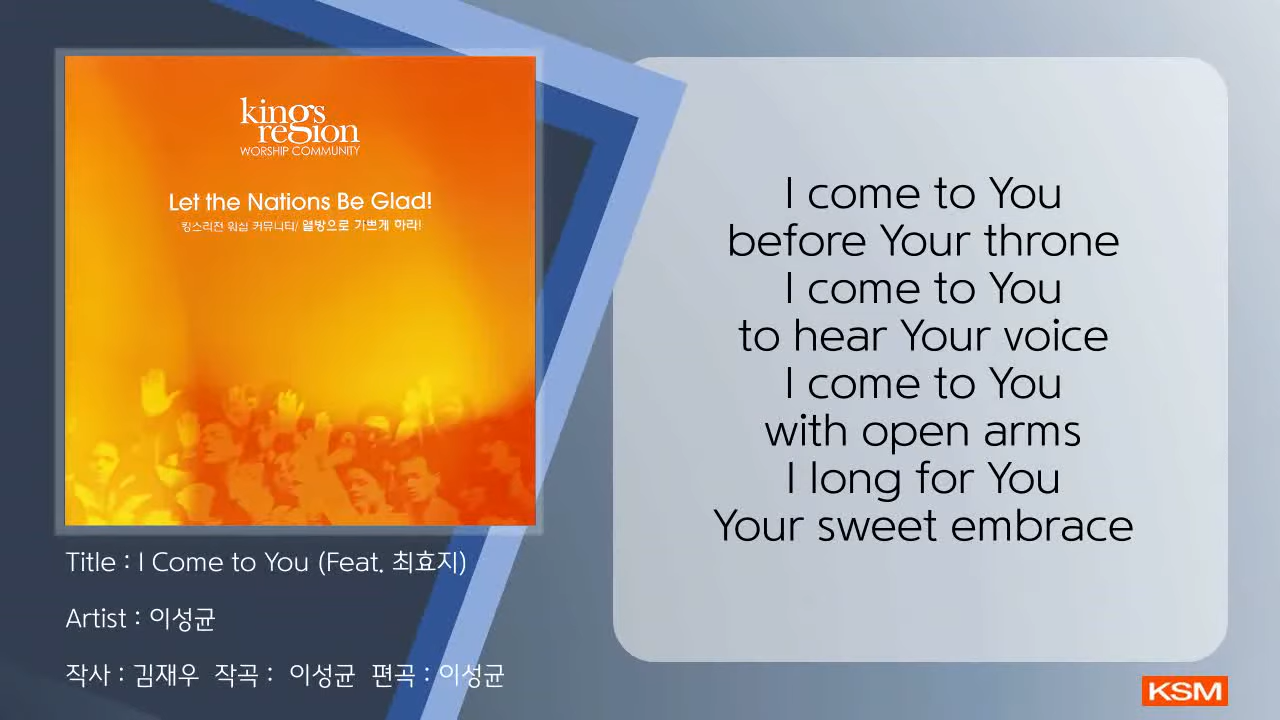 kings
region
WORSHIP COMMUNITY
Let the Nations Be Glad!
킹스리전 워십 커뮤니티/ 열방으로 기쁘게 하라!
Title : I Come to You (Feat. 최효지)
Artist : 이성균
작사 : 김재우 작곡 : 이성균 편곡 : 이성균
I come to You
before Your throne
I come to You
to hear Your voice
I come to You
with open arms
I long for You
Your sweet embrace
KSM